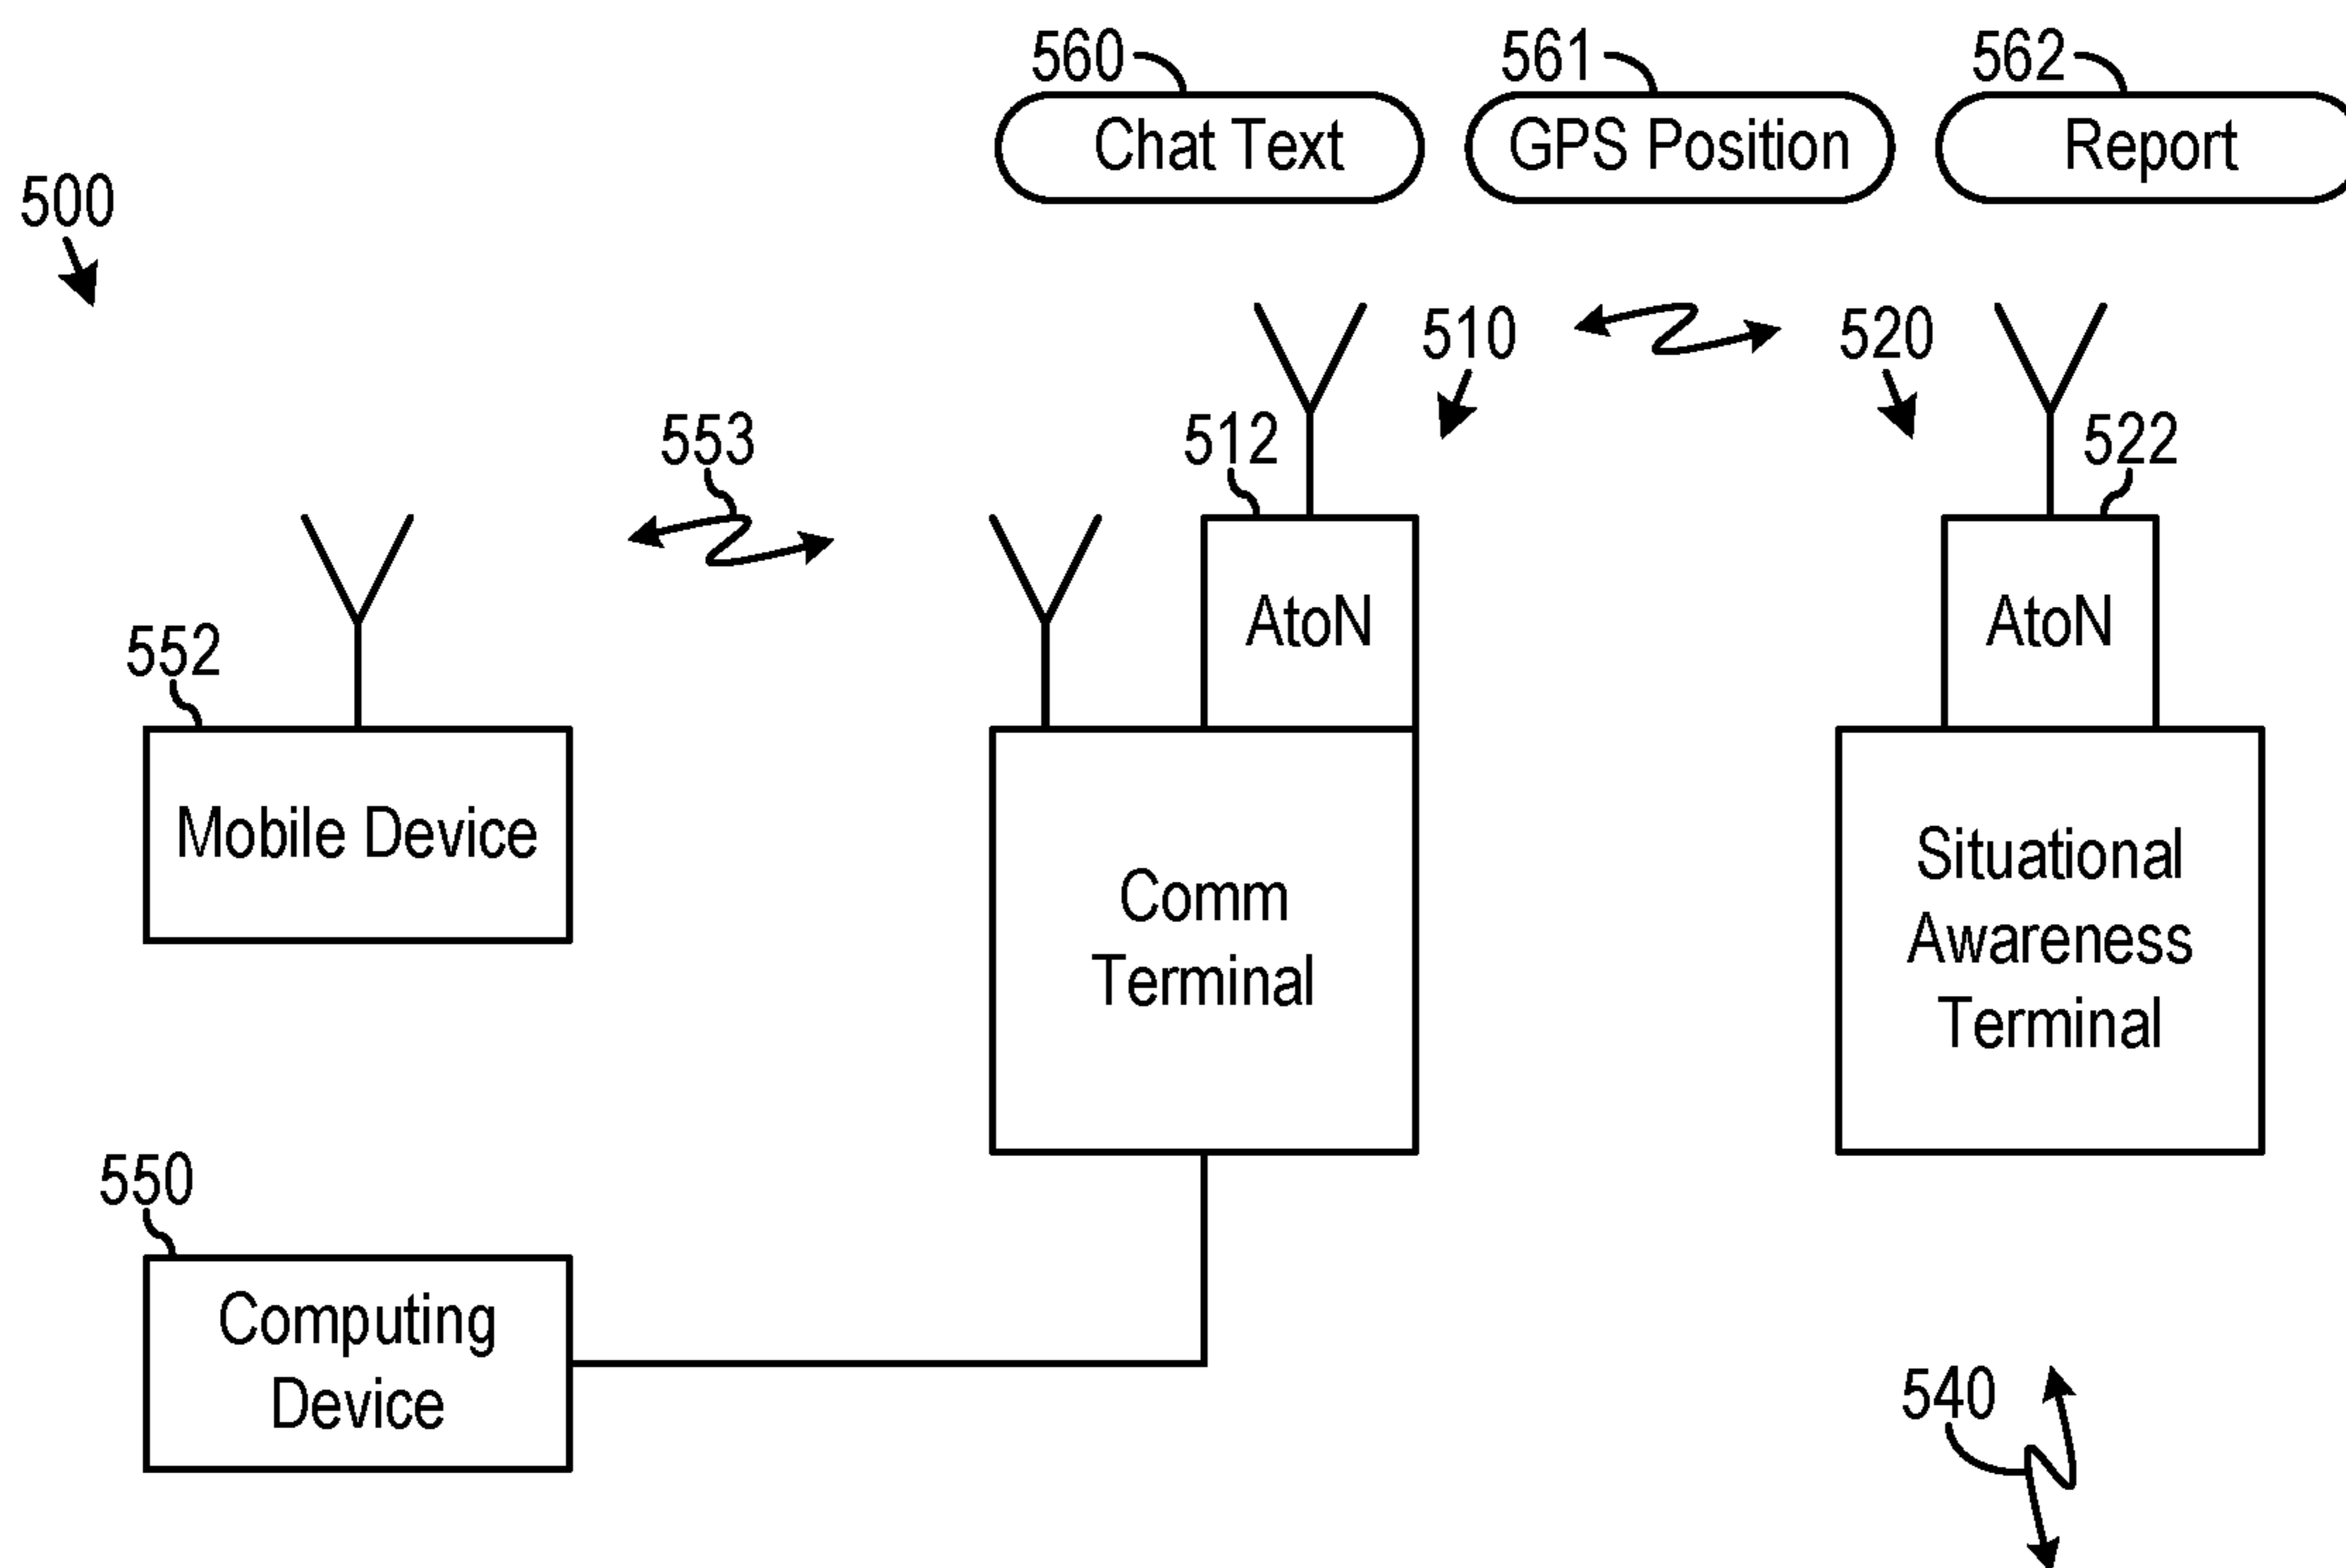 560
561
562
Chat Text
GPS Position
Report
500
510
520
553
512
522
AtoN
AtoN
552
Mobile Device
Comm
Terminal
Situational
Awareness
Terminal
550
Computing
Device
540